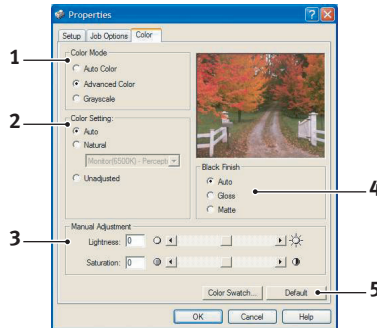 Properties
Setup Job Options Color
1
Color Mode
Auto Color
Advanced Color
Grayscale
2
Color Setting:
Auto
Natural
Monitor(6500K) - Percepti
Unadjusted
Black Finish
Auto
Gloss
Matte
4
3
Manual Adjustment
Lightness: 0
Saturation: 0
Color Swatch... Default
5
OK Cancel Help